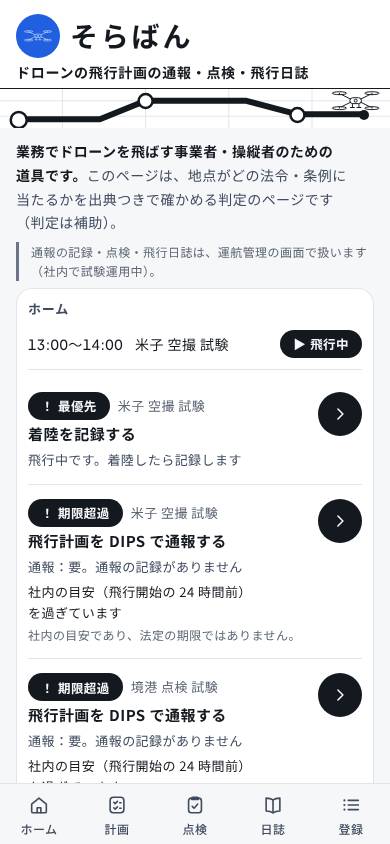 そらばん
ドローンの飛行計画の通報・点検・飛行日誌
業務でドローンを飛ばす事業者・操縦者のための
道具です。このページは、地点がどの法令・条例に
当たるかを出典つきで確かめる判定のページです
（判定は補助）。
通報の記録・点検・飛行日誌は、運航管理の画面で扱います
（社内で試験運用中）。
ホーム
13:00〜14:00 米子 空撮 試験 ▶ 飛行中
！ 最優先 米子 空撮 試験
着陸を記録する
飛行中です。着陸したら記録します
！ 期限超過 米子 空撮 試験
飛行計画を DIPS で通報する
通報：要。通報の記録がありません
社内の目安（飛行開始の 24 時間前）
を過ぎています
社内の目安であり、法定の期限ではありません。
！ 期限超過 境港 点検 試験
飛行計画を DIPS で通報する
通報：要。通報の記録がありません
社内の目安（飛行開始の 24 時間前）
ホーム 計画 点検 日誌 登録